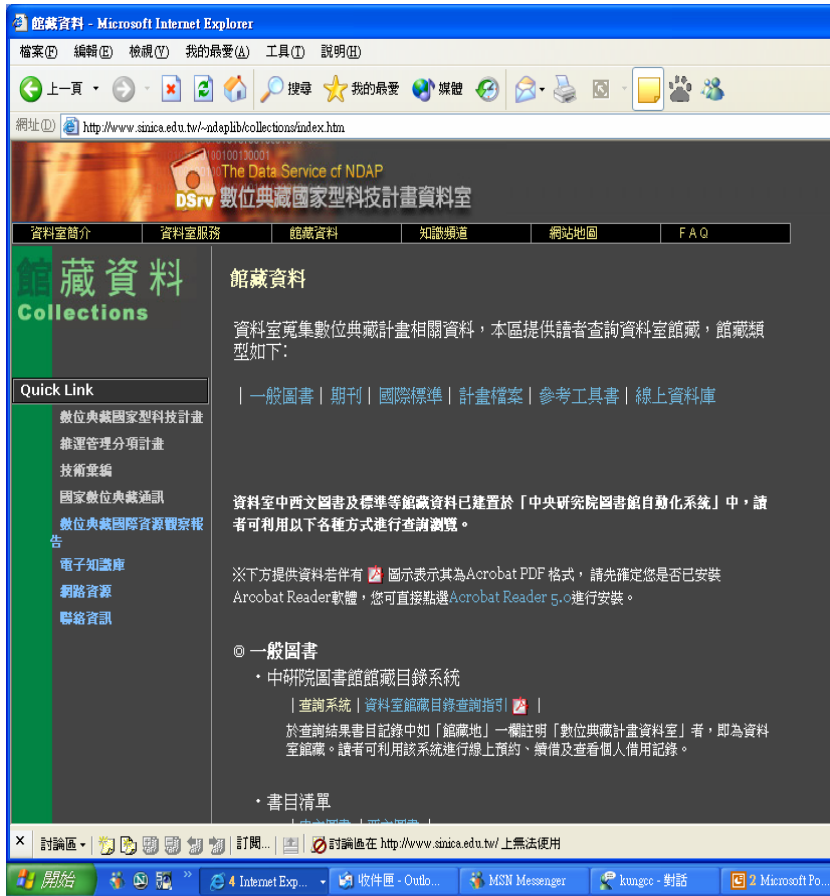 館藏資料 - Microsoft Internet Explorer
檔案(F) 編輯(E) 檢視(V) 我的最愛(A) 工具(T) 說明(H)
上一頁 搜尋 我的最愛 媒體
網址(D) http://www.sinica.edu.tw/~ndaplib/collections/index.htm
The Data Service of NDAP
DSrv 數位典藏國家型科技計畫資料室
資料室簡介 資料室服務 館藏資料 知識頻道 網站地圖 FAQ
館藏資料
Collections
Quick Link
數位典藏國家型科技計畫
維運管理分項計畫
技術彙編
國家數位典藏通訊
數位典藏國際資源觀察報
告
電子知識庫
網路資源
聯絡資訊
館藏資料
資料室蒐集數位典藏計畫相關資料,本區提供讀者查詢資料室館藏,館藏類
型如下:
| 一般圖書 | 期刊 | 國際標準 | 計畫檔案 | 參考工具書 | 線上資料庫
資料室中西文圖書及標準等館藏資料已建置於「中央研究院圖書館自動化系統」中,讀
者可利用以下各種方式進行查詢瀏覽。
※下方提供資料若伴有 圖示表示其為Acrobat PDF 格式, 請先確定您是否已安裝
Arcobat Reader軟體,您可直接點選Acrobat Reader 5.0進行安裝。
◎ 一般圖書
・中研院圖書館館藏目錄系統
| 查詢系統 | 資料室館藏目錄查詢指引 |
於查詢結果書目記錄中如「館藏地」一欄註明「數位典藏計畫資料室」者,即為資料
室館藏。讀者可利用該系統進行線上預約、續借及查看個人借用記錄。
・書目清單
| 中文圖書 | 西文圖書 |
× 討論區 訂閱... 討論區在 http://www.sinica.edu.tw/ 上無法使用
開始 4 Internet Exp... 收件匣 - Outlo... MSN Messenger kungcc - 對話 2 Microsoft Po...